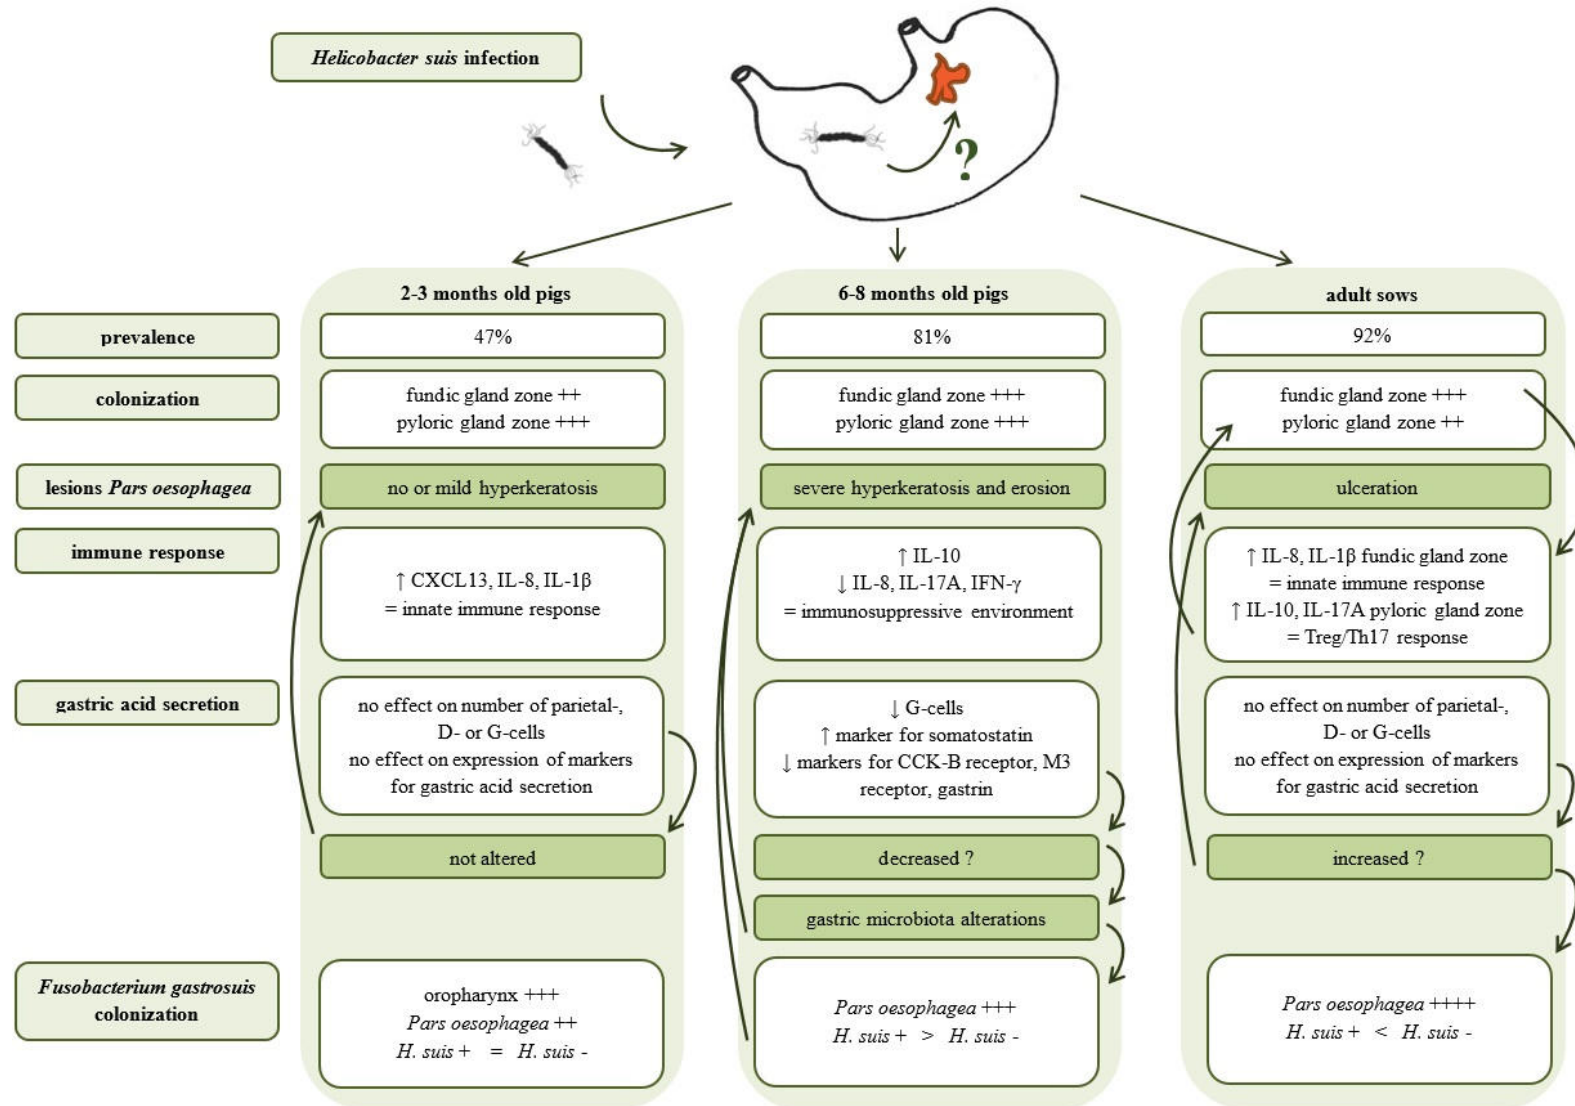 Helicobacter suis infection
?
2-3 months old pigs
6-8 months old pigs
adult sows
prevalence
47%
81%
92%
colonization
fundic gland zone ++
pyloric gland zone +++
fundic gland zone +++
pyloric gland zone +++
fundic gland zone +++
pyloric gland zone ++
lesions Pars oesophagea
no or mild hyperkeratosis
severe hyperkeratosis and erosion
ulceration
immune response
↑ CXCL13, IL-8, IL-1β
= innate immune response
↑ IL-10
↓ IL-8, IL-17A, IFN-γ
= immunosuppressive environment
↑ IL-8, IL-1β fundic gland zone
= innate immune response
↑ IL-10, IL-17A pyloric gland zone
= Treg/Th17 response
gastric acid secretion
no effect on number of parietal-,
D- or G-cells
no effect on expression of markers
for gastric acid secretion
↓ G-cells
↑ marker for somatostatin
↓ markers for CCK-B receptor, M3
receptor, gastrin
no effect on number of parietal-,
D- or G-cells
no effect on expression of markers
for gastric acid secretion
not altered
decreased ?
increased ?
gastric microbiota alterations
Fusobacterium gastrosuis
colonization
oropharynx +++
Pars oesophagea ++
H. suis + = H. suis -
Pars oesophagea +++
H. suis + > H. suis -
Pars oesophagea ++++
H. suis + < H. suis -